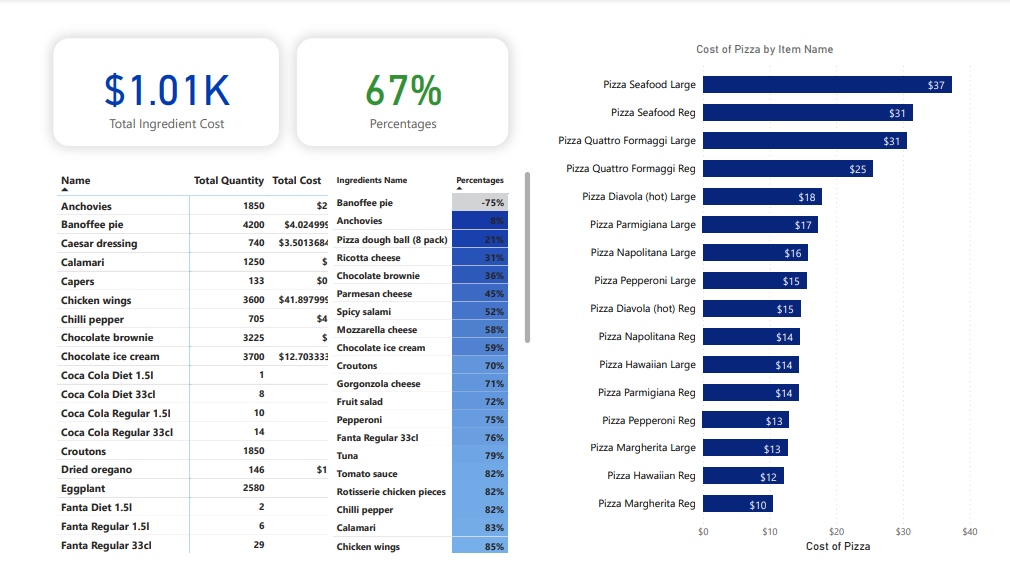 $1.01K
Total Ingredient Cost
67%
Percentages
Name Total Quantity Total Cost
Anchovies 1850 $2
Banoffee pie 4200 $4.024999
Caesar dressing 740 $3.5013684
Calamari 1250 $
Capers 133 $0
Chicken wings 3600 $41.897999
Chilli pepper 705 $4
Chocolate brownie 3225 $
Chocolate ice cream 3700 $12.703333
Coca Cola Diet 1.5l 1
Coca Cola Diet 33cl 8
Coca Cola Regular 1.5l 10
Coca Cola Regular 33cl 14
Croutons 1850
Dried oregano 146 $1
Eggplant 2580
Fanta Diet 1.5l 2
Fanta Regular 1.5l 6
Fanta Regular 33cl 29
Ingredients Name Percentages
Banoffee pie -75%
Anchovies 8%
Pizza dough ball (8 pack) 21%
Ricotta cheese 31%
Chocolate brownie 36%
Parmesan cheese 45%
Spicy salami 52%
Mozzarella cheese 58%
Chocolate ice cream 59%
Croutons 70%
Gorgonzola cheese 71%
Fruit salad 72%
Pepperoni 75%
Fanta Regular 33cl 76%
Tuna 79%
Tomato sauce 82%
Rotisserie chicken pieces 82%
Chilli pepper 82%
Calamari 83%
Chicken wings 85%
Cost of Pizza by Item Name
Pizza Seafood Large $37
Pizza Seafood Reg $31
Pizza Quattro Formaggi Large $31
Pizza Quattro Formaggi Reg $25
Pizza Diavola (hot) Large $18
Pizza Parmigiana Large $17
Pizza Napolitana Large $16
Pizza Pepperoni Large $15
Pizza Diavola (hot) Reg $15
Pizza Napolitana Reg $14
Pizza Hawaiian Large $14
Pizza Parmigiana Reg $14
Pizza Pepperoni Reg $13
Pizza Margherita Large $13
Pizza Hawaiian Reg $12
Pizza Margherita Reg $10
$0 $10 $20 $30 $40
Cost of Pizza